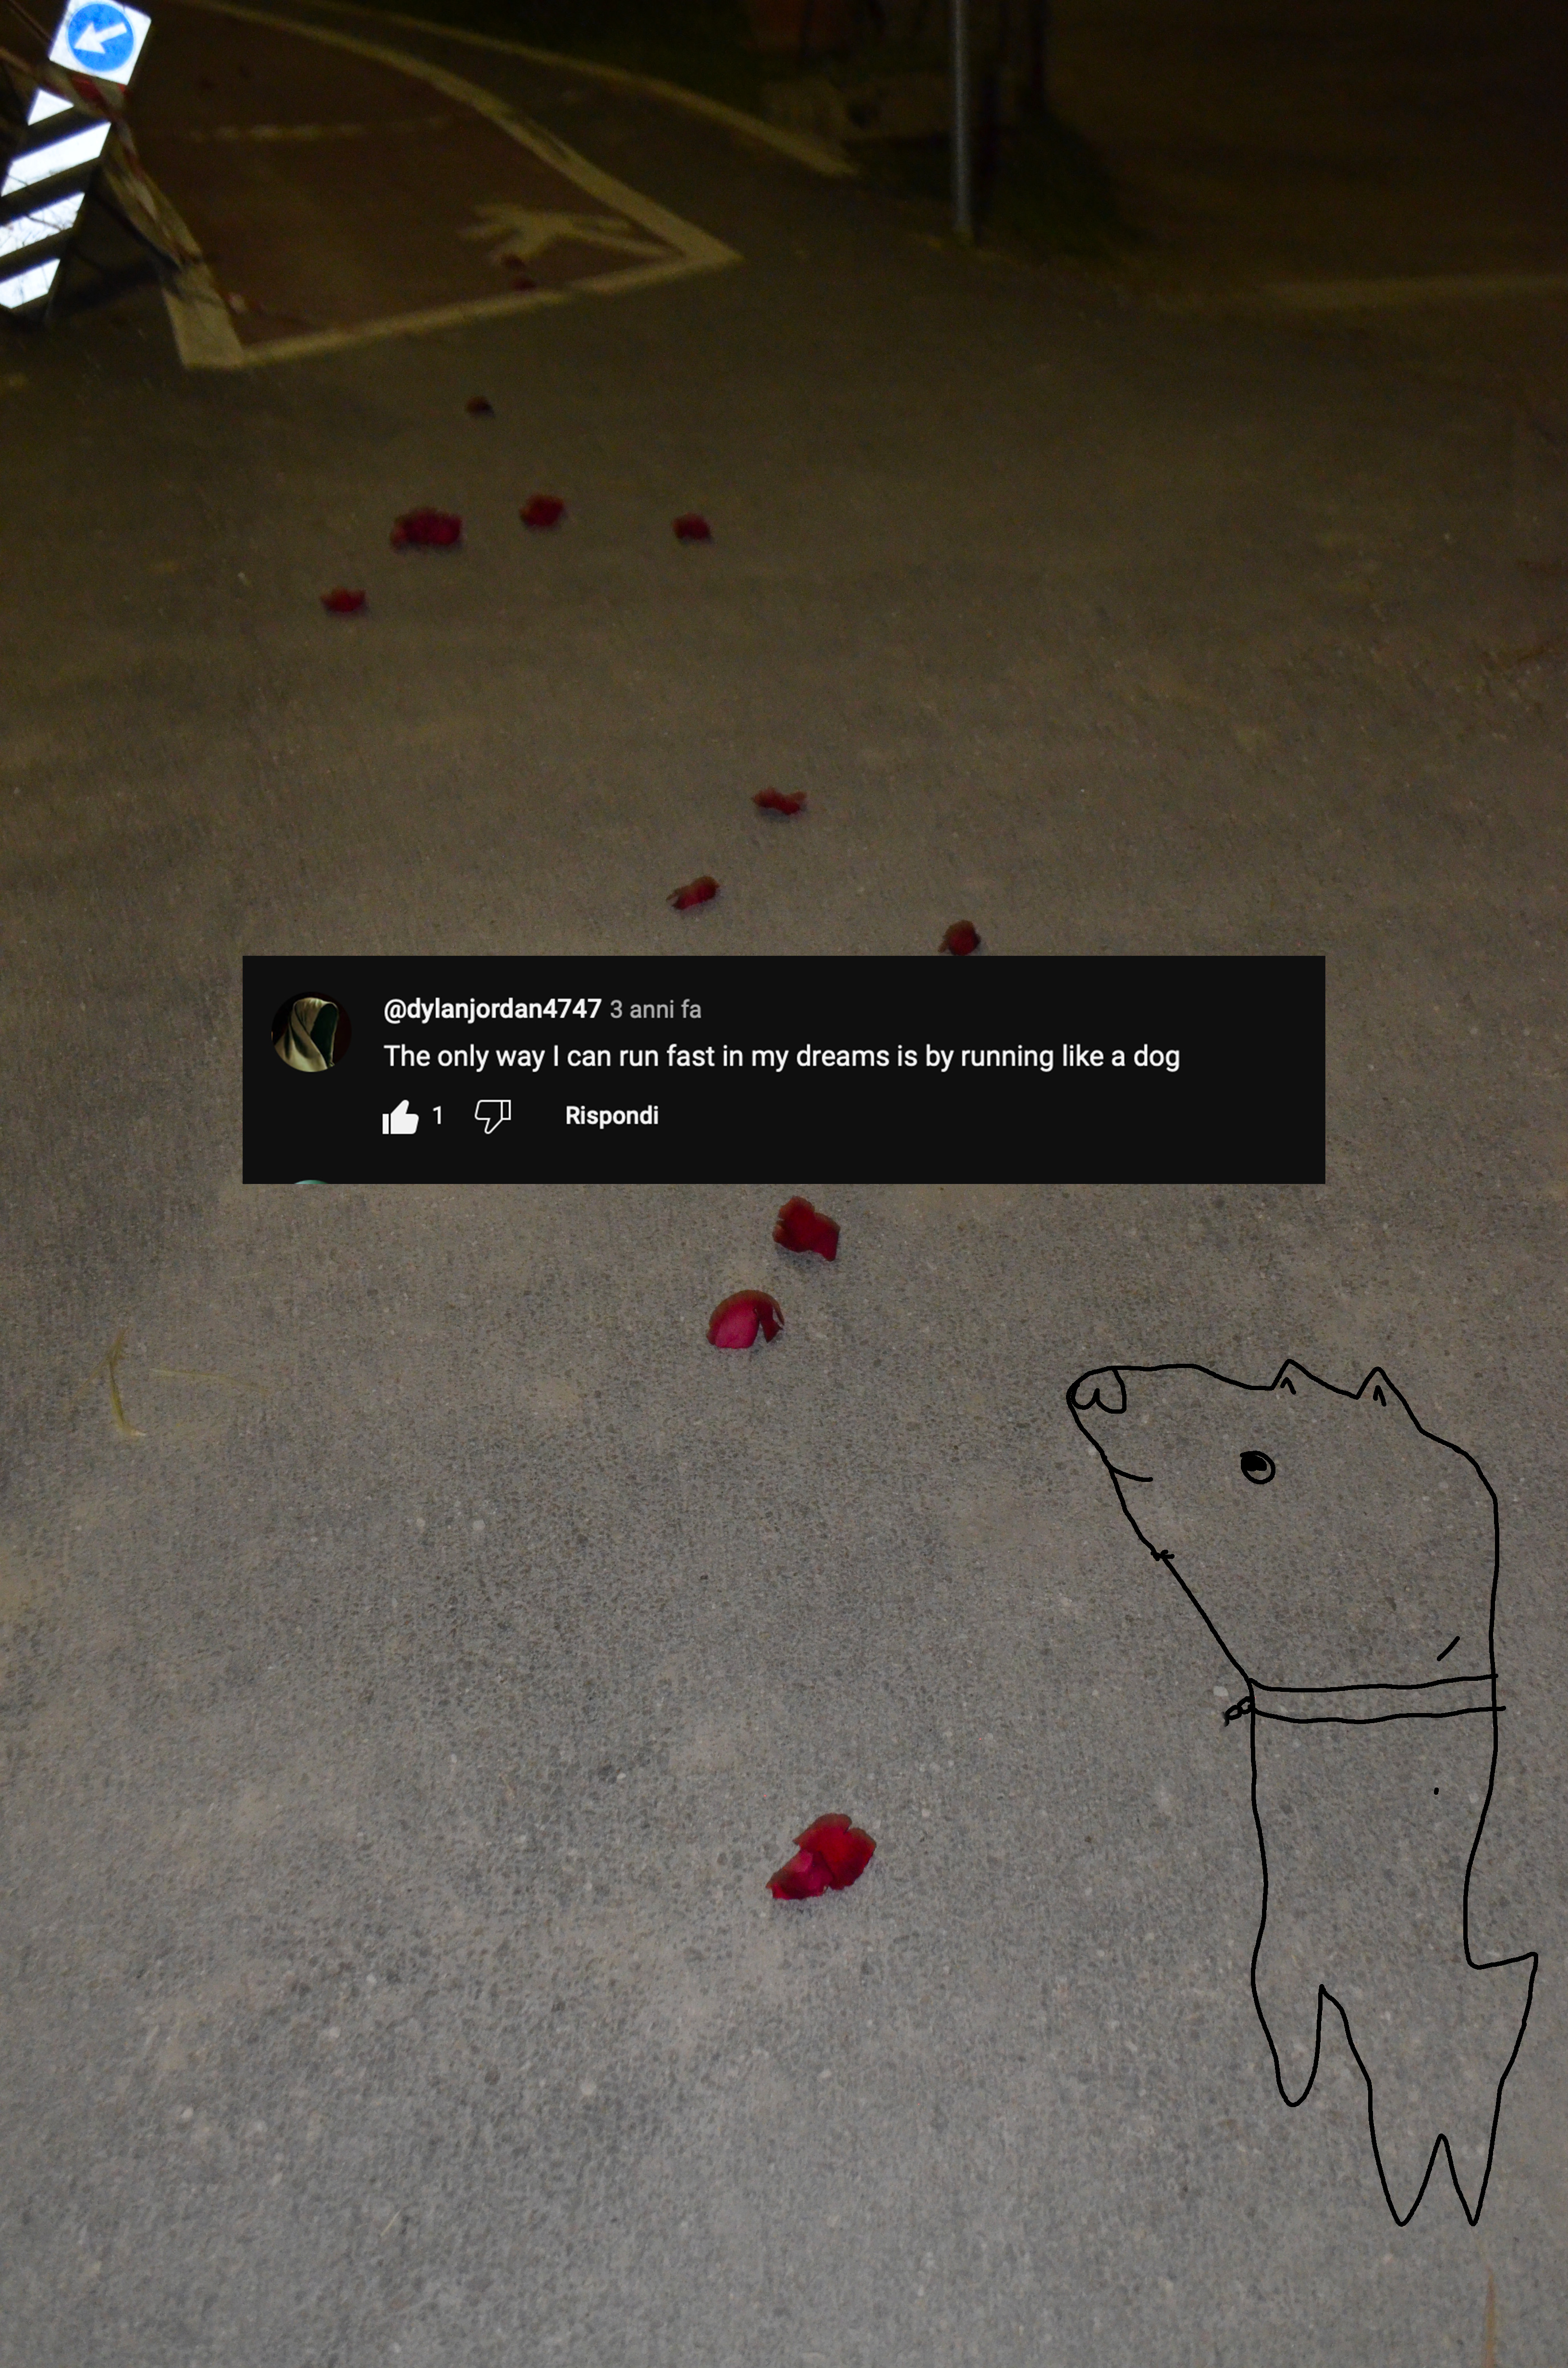 @dylanjordan4747 3 anni fa
The only way I can run fast in my dreams is by running like a dog
1 Rispondi